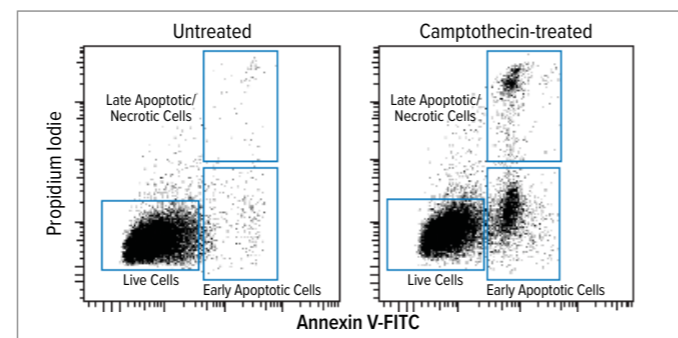 Untreated
Camptothecin-treated
Propidium Iodie
Late Apoptotic/
Necrotic Cells
Live Cells
Early Apoptotic Cells
Late Apoptotic/
Necrotic Cells
Live Cells
Early Apoptotic Cells
Annexin V-FITC